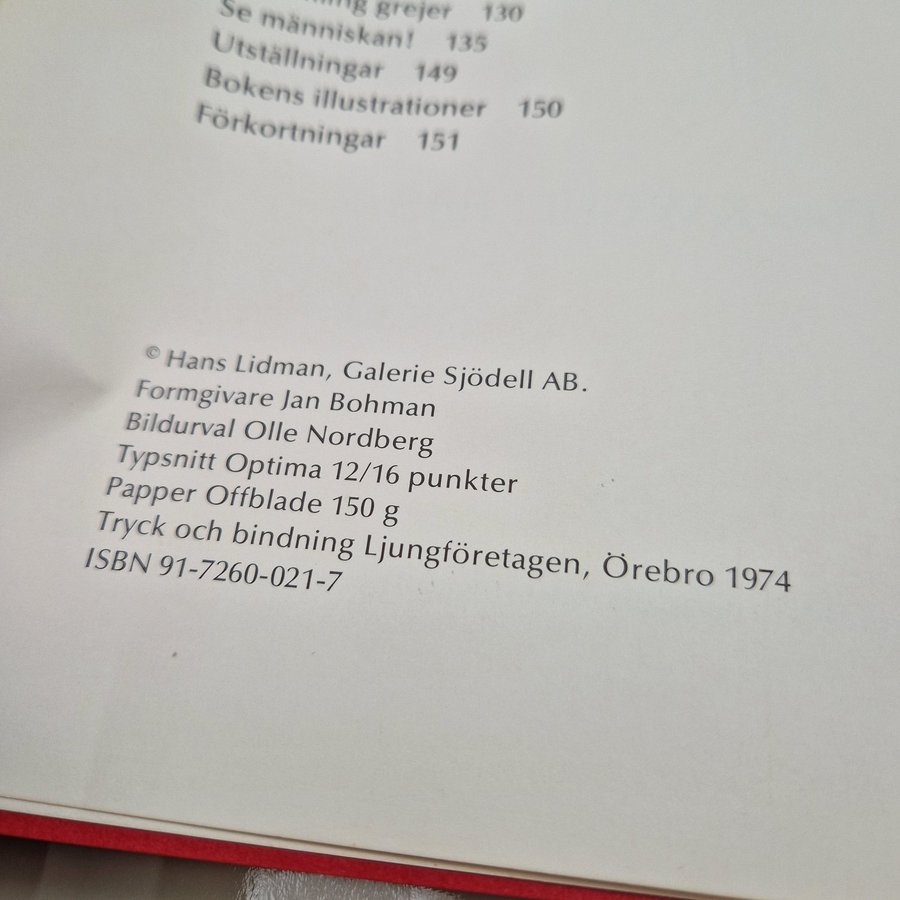 grejer 130
Se människan! 135
Utställningar 149
Bokens illustrationer 150
Förkortningar 151
© Hans Lidman, Galerie Sjödell AB.
Formgivare Jan Bohman
Bildurval Olle Nordberg
Typsnitt Optima 12/16 punkter
Papper Offblade 150 g
Tryck och bindning Ljungföretagen, Örebro 1974
ISBN 91-7260-021-7